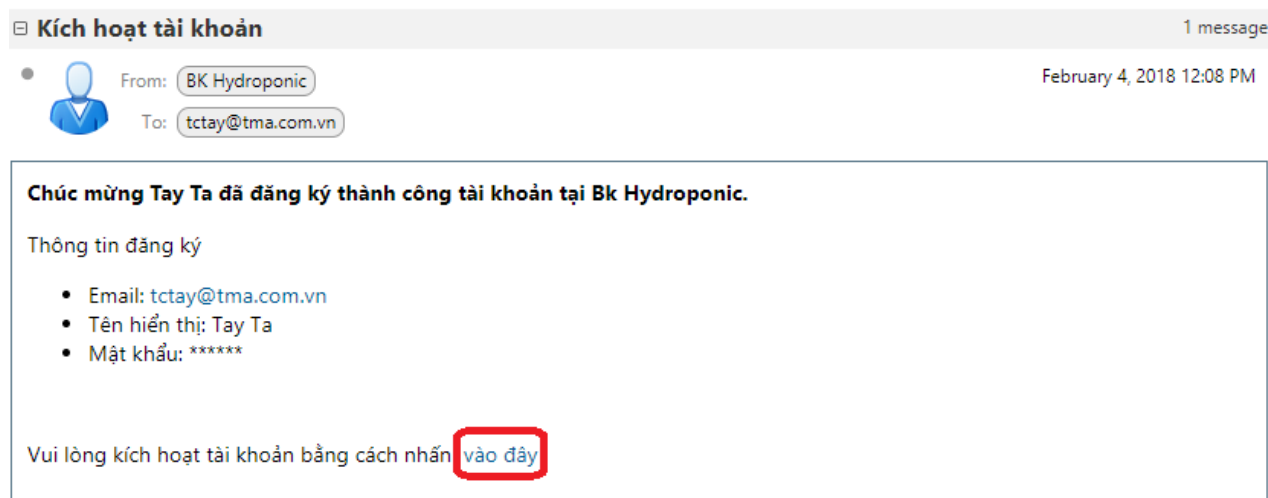 Kích hoạt tài khoản 1 message
From: BK Hydroponic February 4, 2018 12:08 PM
To: tctay@tma.com.vn
Chúc mừng Tay Ta đã đăng ký thành công tài khoản tại Bk Hydroponic.
Thông tin đăng ký
• Email: tctay@tma.com.vn
• Tên hiển thị: Tay Ta
• Mật khẩu: ******
Vui lòng kích hoạt tài khoản bằng cách nhấn vào đây